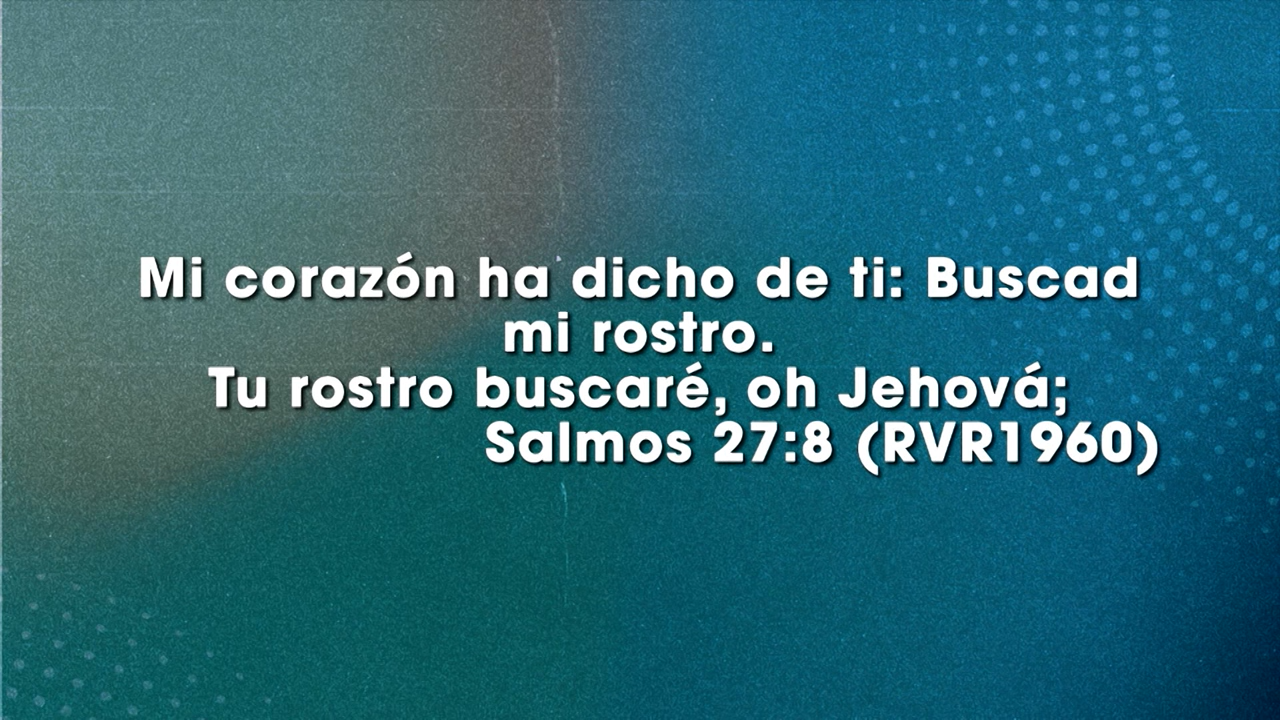 Mi corazón ha dicho de ti: Buscad
mi rostro.
Tu rostro buscaré, oh Jehová;
Salmos 27:8 (RVR1960)